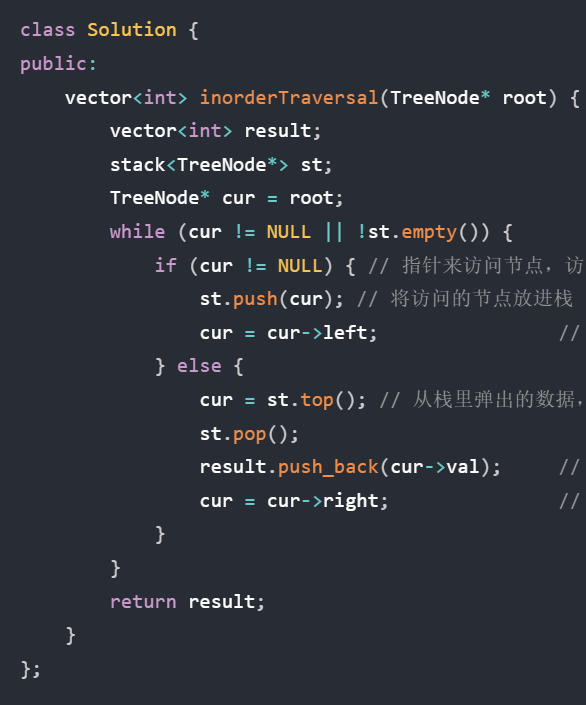 class Solution {
public:
    vector<int> inorderTraversal(TreeNode* root) {
        vector<int> result;
        stack<TreeNode*> st;
        TreeNode* cur = root;
        while (cur != NULL || !st.empty()) {
            if (cur != NULL) { // 指针来访问节点，访
                st.push(cur); // 将访问的节点放进栈
                cur = cur->left;                // 
            } else {
                cur = st.top(); // 从栈里弹出的数据，
                st.pop();
                result.push_back(cur->val);     // 
                cur = cur->right;               // 
            }
        }
        return result;
    }
};